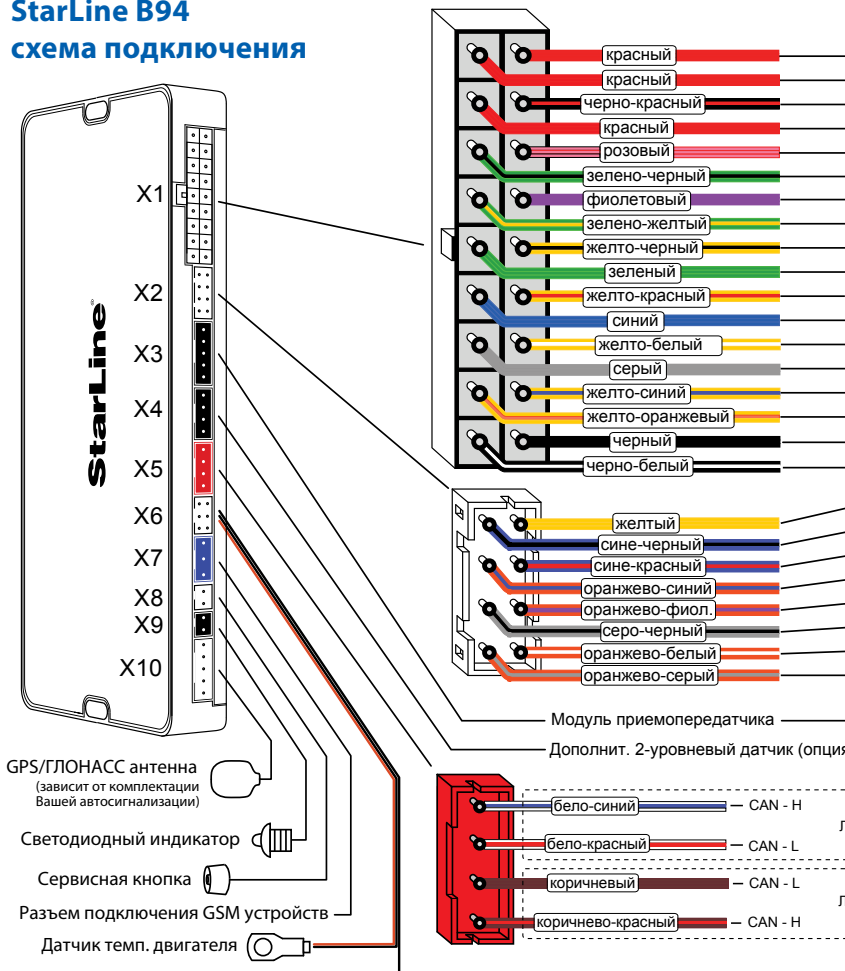 StarLine B94
схема подключения
X1
X2
X3
X4
X5
X6
X7
X8
X9
X10
StarLine®
красный
красный
черно-красный
красный
розовый
зелено-черный
фиолетовый
зелено-желтый
желто-черный
зеленый
желто-красный
синий
желто-белый
серый
желто-синий
желто-оранжевый
черный
черно-белый
желтый
сине-черный
сине-красный
оранжево-синий
оранжево-фиол.
серо-черный
оранжево-белый
оранжево-серый
Модуль приемопередатчика
Дополнит. 2-уровневый датчик (опция
бело-синий
CAN - H
Л
бело-красный
CAN - L
коричневый
CAN - L
Л
коричнево-красный
CAN - H
GPS/ГЛОНАСС антенна
(зависит от комплектации
Вашей автосигнализации)
Светодиодный индикатор
Сервисная кнопка
Разъем подключения GSM устройств
Датчик темп. двигателя